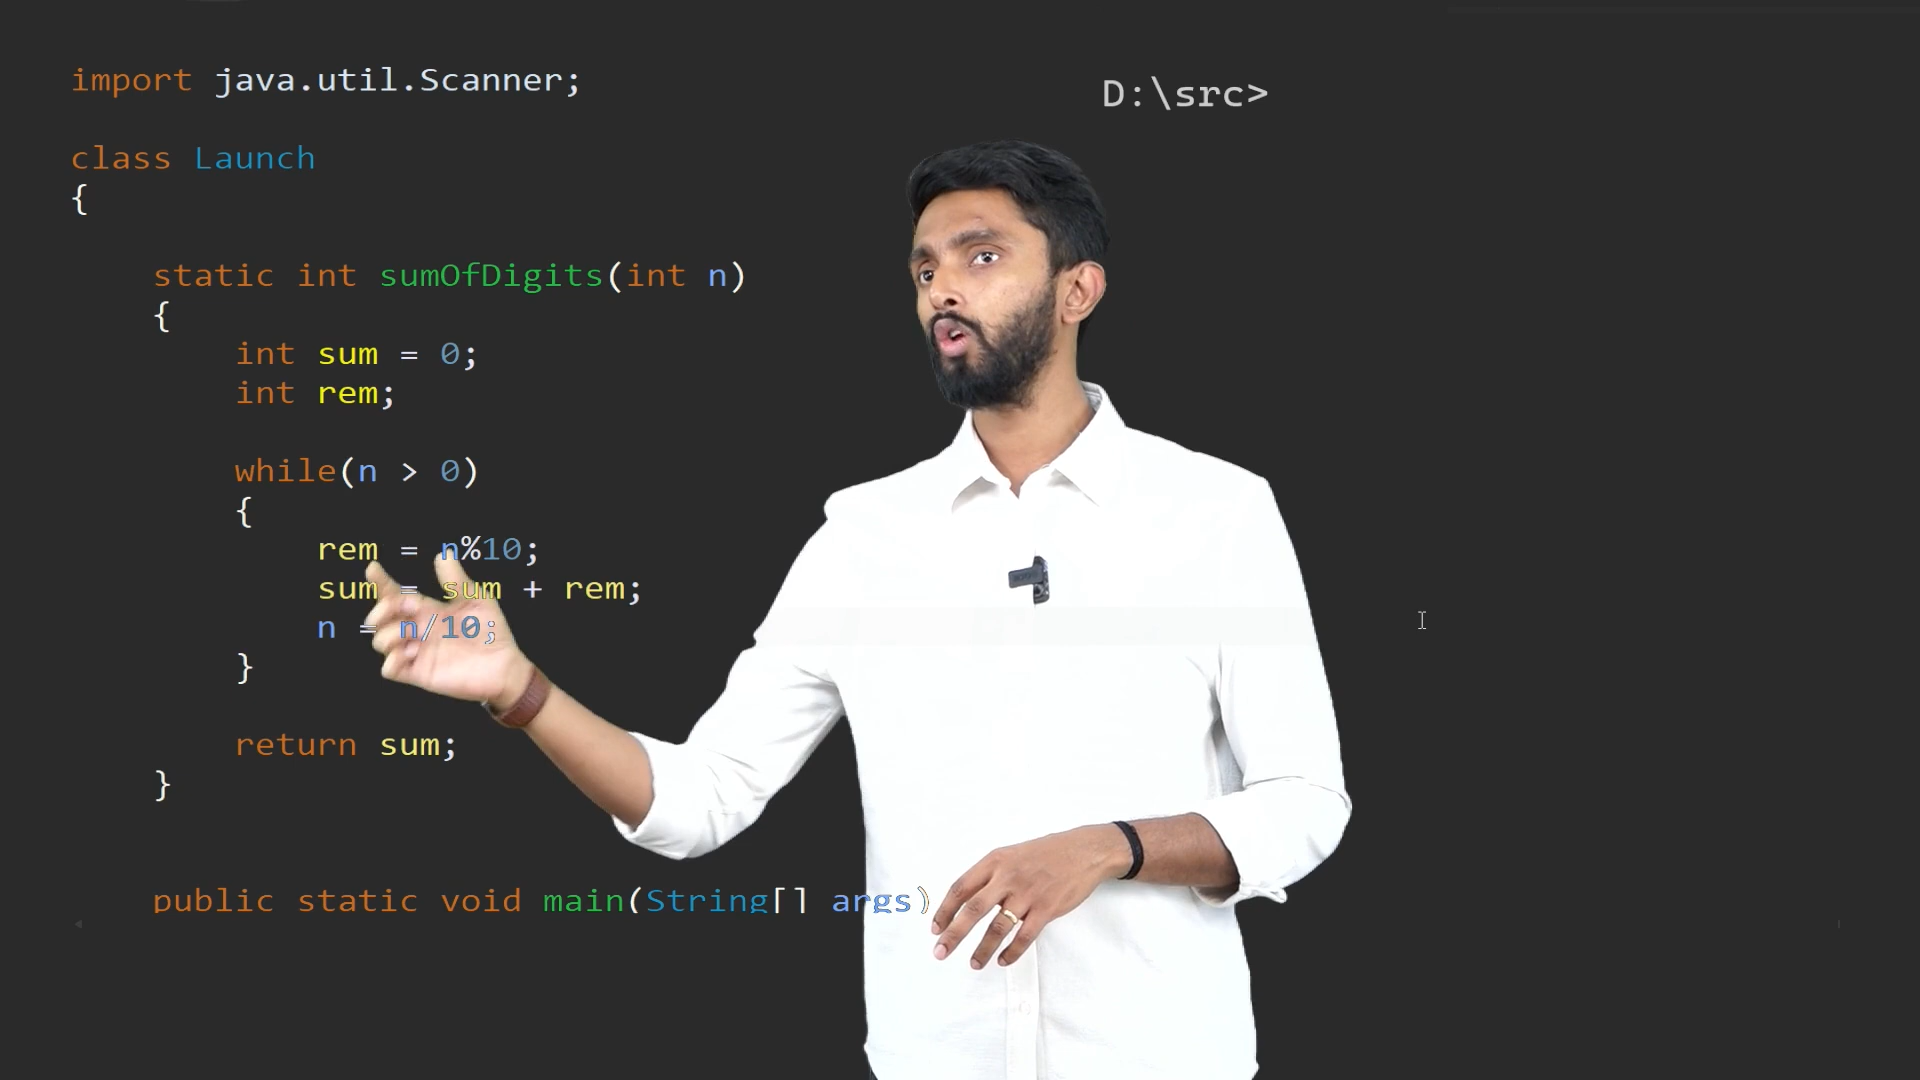 import java.util.Scanner;
class Launch
{
static int sumOfDigits(int n)
{
int sum = 0;
int rem;
while(n > 0)
{
rem = n%10;
sum = sum + rem;
n = n/10;
}
return sum;
}
public static void main(String[] args)
D:\src>